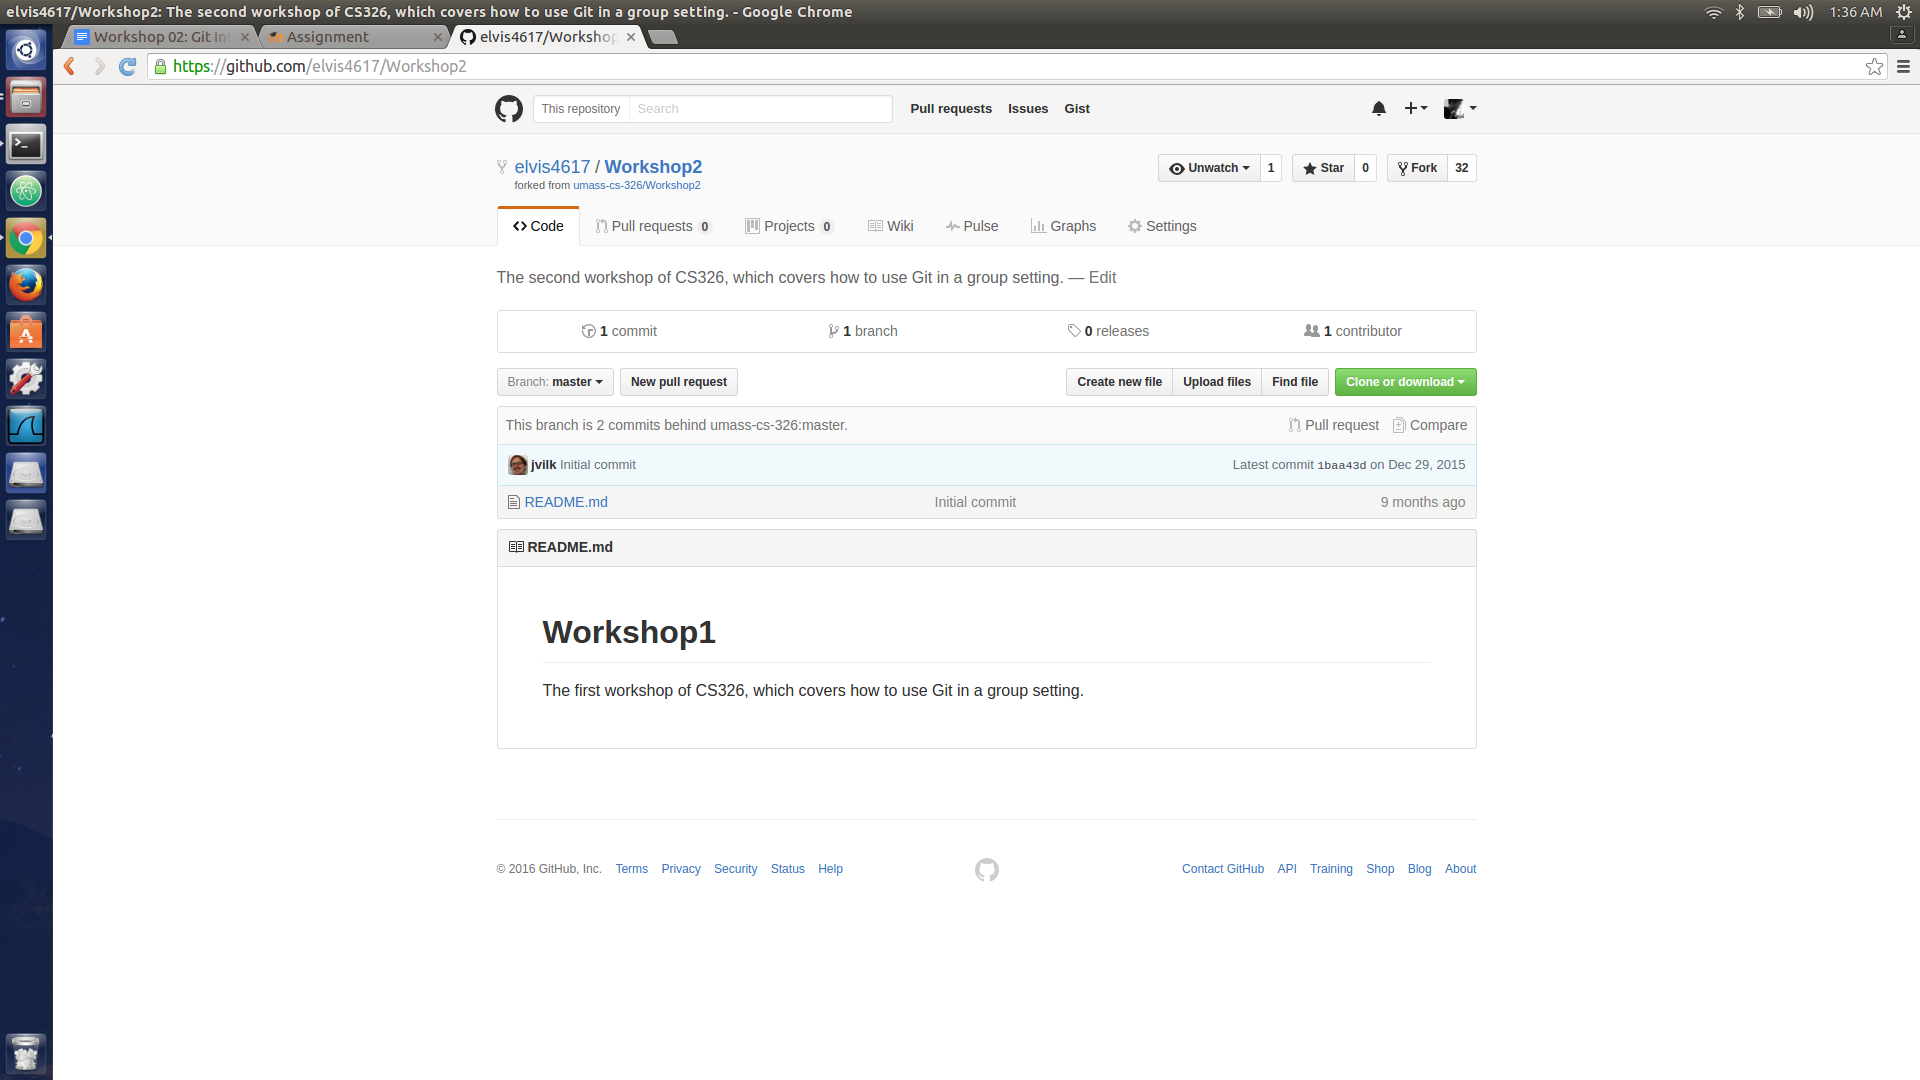 elvis4617/Workshop2: The second workshop of CS326, which covers how to use Git in a group setting. - Google Chrome
1:36 AM
Workshop 02: Git In
Assignment
elvis4617/Workshop
https://github.com/elvis4617/Workshop2
This repository Search Pull requests Issues Gist
elvis4617 / Workshop2
forked from umass-cs-326/Workshop2
Unwatch 1 Star 0 Fork 32
Code Pull requests 0 Projects 0 Wiki Pulse Graphs Settings
The second workshop of CS326, which covers how to use Git in a group setting. — Edit
1 commit 1 branch 0 releases 1 contributor
Branch: master New pull request Create new file Upload files Find file Clone or download
This branch is 2 commits behind umass-cs-326:master. Pull request Compare
jvilk Initial commit Latest commit 1baa43d on Dec 29, 2015
README.md Initial commit 9 months ago
README.md
Workshop1
The first workshop of CS326, which covers how to use Git in a group setting.
© 2016 GitHub, Inc. Terms Privacy Security Status Help Contact GitHub API Training Shop Blog About